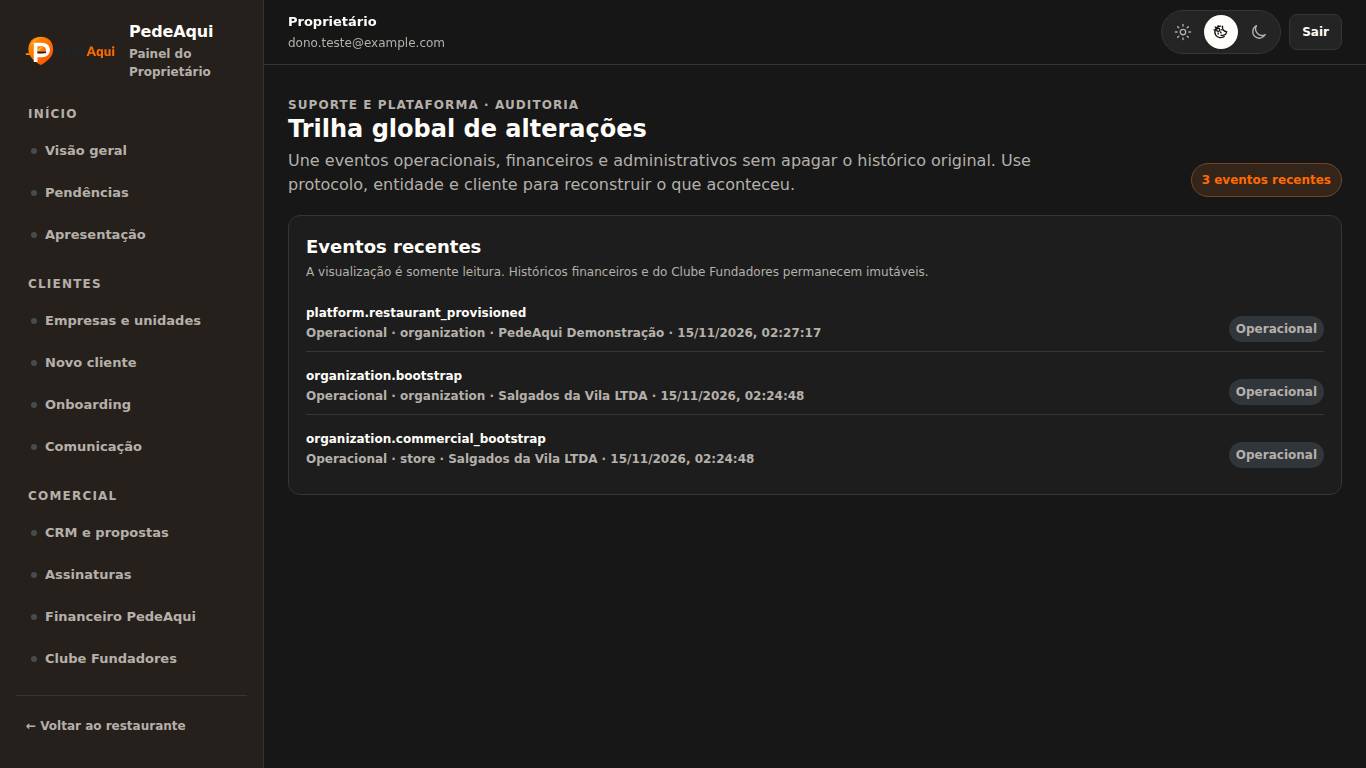 Aqui
PedeAqui
Painel do
Proprietário
INÍCIO
Visão geral
Pendências
Apresentação
CLIENTES
Empresas e unidades
Novo cliente
Onboarding
Comunicação
COMERCIAL
CRM e propostas
Assinaturas
Financeiro PedeAqui
Clube Fundadores
← Voltar ao restaurante
Proprietário
dono.teste@example.com
Sair
SUPORTE E PLATAFORMA · AUDITORIA
Trilha global de alterações
Une eventos operacionais, financeiros e administrativos sem apagar o histórico original. Use
protocolo, entidade e cliente para reconstruir o que aconteceu.
3 eventos recentes
Eventos recentes
A visualização é somente leitura. Históricos financeiros e do Clube Fundadores permanecem imutáveis.
platform.restaurant_provisioned
Operacional · organization · PedeAqui Demonstração · 15/11/2026, 02:27:17
Operacional
organization.bootstrap
Operacional · organization · Salgados da Vila LTDA · 15/11/2026, 02:24:48
Operacional
organization.commercial_bootstrap
Operacional · store · Salgados da Vila LTDA · 15/11/2026, 02:24:48
Operacional